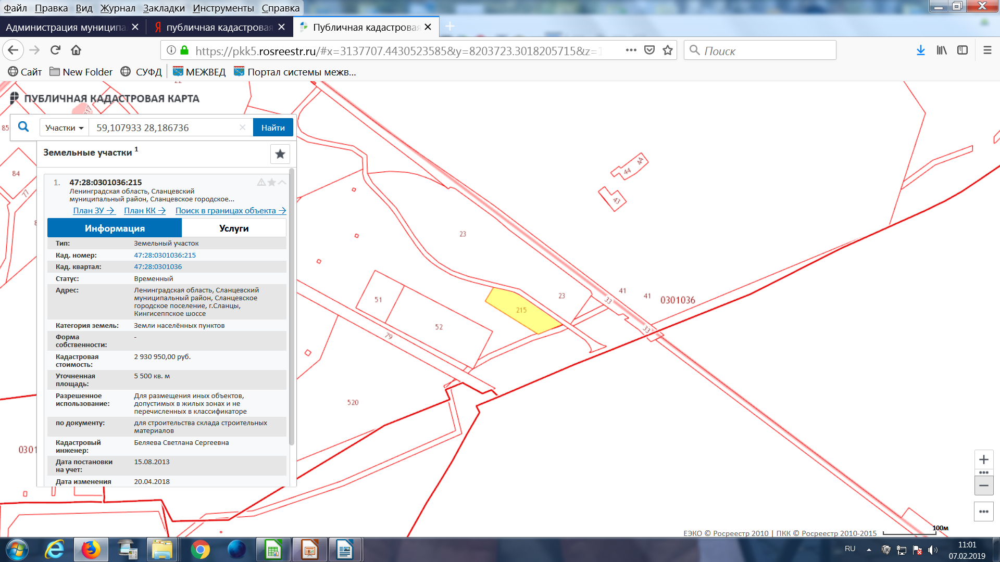 Файл Правка Вид Журнал Закладки Инструменты Справка
Администрация муниципа
публичная кадастровая
Публичная кадастровая
https://pkk5.rosreestr.ru/#x=3137707.4430523585&y=8203723.3018205715&z=1
Поиск
Сайт New Folder СУФД МЕЖВЕД Портал системы межв...
22
ПУБЛИЧНАЯ КАДАСТРОВАЯ КАРТА
85
Участки 59,107933 28,186736 Найти
Земельные участки 1
84
77
1. 47:28:0301036:215
Ленинградская область, Сланцевский
муниципальный район, Сланцевское городское...
План ЗУ → План КК → Поиск в границах объекта →
Информация Услуги
Тип: Земельный участок
Кад. номер: 47:28:0301036:215
Кад. квартал: 47:28:0301036
Статус: Временный
Адрес: Ленинградская область, Сланцевский
муниципальный район, Сланцевское
городское поселение, г.Сланцы,
Кингисеппское шоссе
Категория земель: Земли населённых пунктов
Форма
собственности: -
Кадастровая
стоимость: 2 930 950,00 руб.
Уточненная
площадь: 5 500 кв. м
Разрешенное
использование: Для размещения иных объектов,
допустимых в жилых зонах и не
перечисленных в классификаторе
по документу: для строительства склада строительных
материалов
Кадастровый
инженер: Беляева Светлана Сергеевна
Дата постановки
на учет: 15.08.2013
Дата изменения 20.04.2018
0301
44
44
43
23
23
41
41
0301036
33
33
51
215
52
79
520
100м
ЕЭКО © Росреестр 2010 | ПКК © Росреестр 2010-2015
RU
11:01
07.02.2019